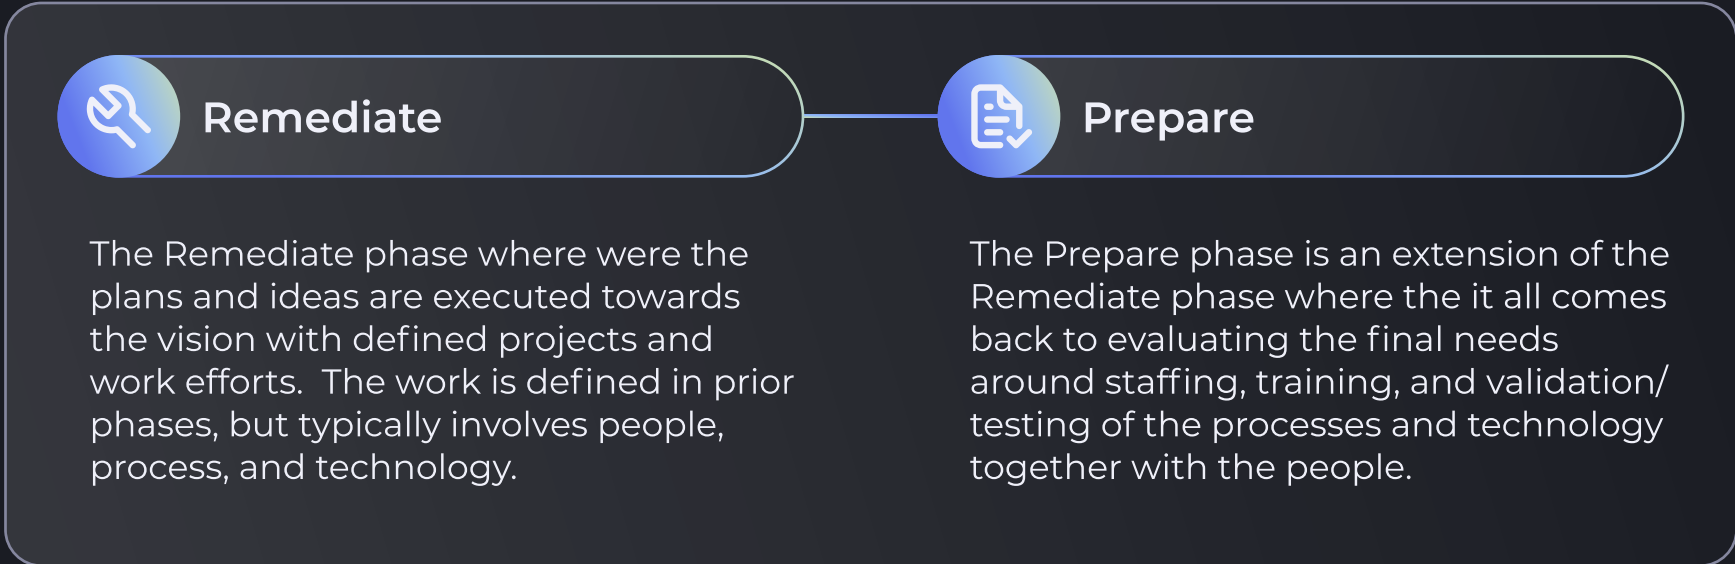 Remediate
The Remediate phase where were the
plans and ideas are executed towards
the vision with defined projects and
work efforts.  The work is defined in prior
phases, but typically involves people,
process, and technology.
Prepare
The Prepare phase is an extension of the
Remediate phase where the it all comes
back to evaluating the final needs
around staffing, training, and validation/
testing of the processes and technology
together with the people.